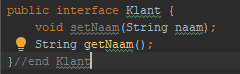 public interface Klant {
void setNaam(String naam);
String getNaam();
}//end Klant